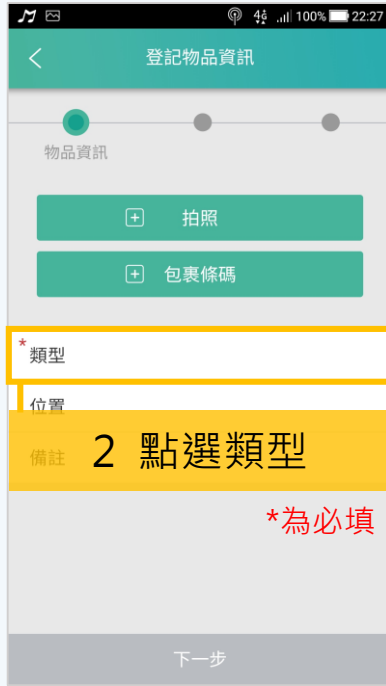 100% 22:27
登記物品資訊
物品資訊
拍照
包裹條碼
*類型
位置
備註
2 點選類型
*為必填
下一步